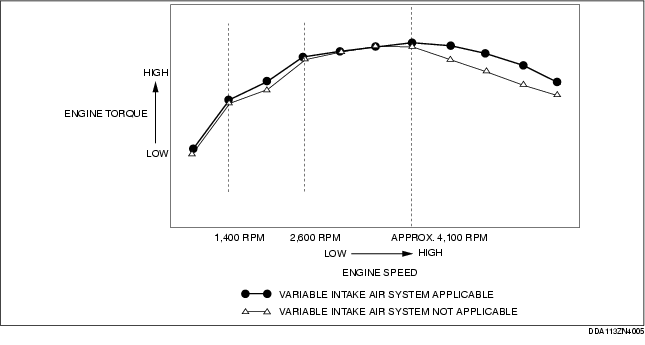 HIGH
ENGINE TORQUE
LOW
1,400 RPM
2,600 RPM
APPROX. 4,100 RPM
LOW
HIGH
ENGINE SPEED
VARIABLE INTAKE AIR SYSTEM APPLICABLE
VARIABLE INTAKE AIR SYSTEM NOT APPLICABLE
DDA113ZN4005